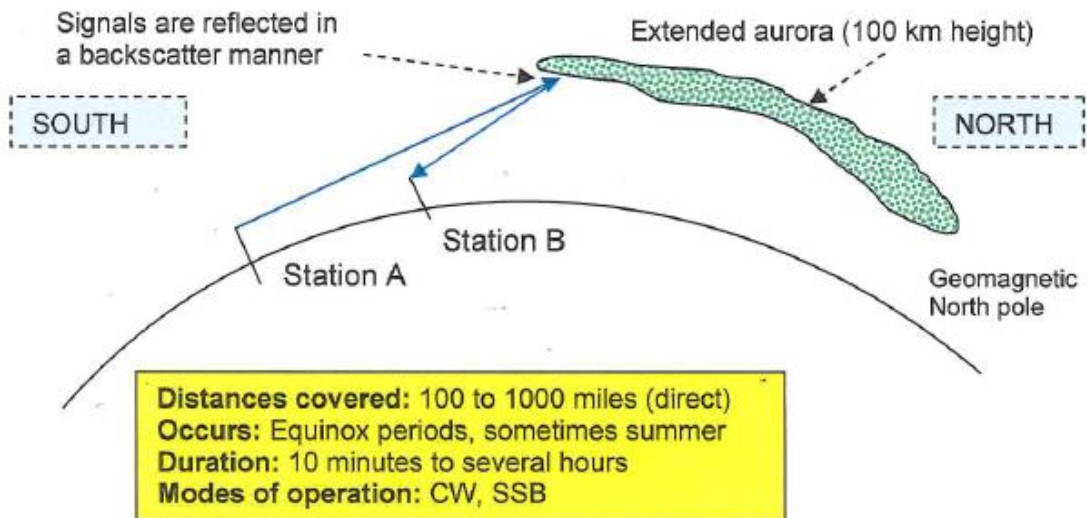 Signals are reflected in
a backscatter manner
Extended aurora (100 km height)
SOUTH
NORTH
Station B
Station A
Geomagnetic
North pole
Distances covered: 100 to 1000 miles (direct)
Occurs: Equinox periods, sometimes summer
Duration: 10 minutes to several hours
Modes of operation: CW, SSB